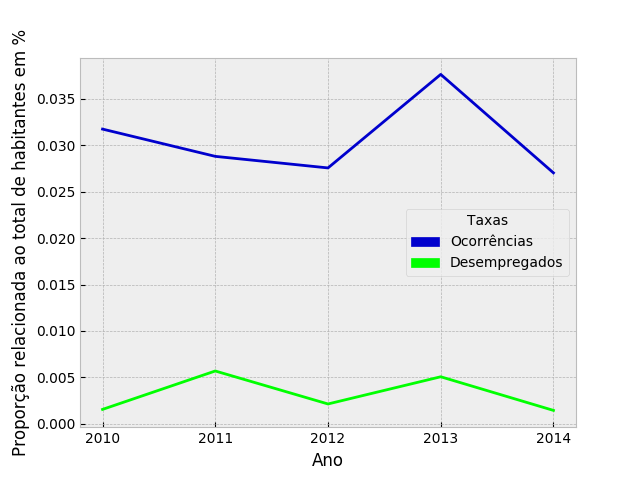 Proporção relacionada ao total de habitantes em %
0.035
0.030
0.025
0.020
0.015
0.010
0.005
0.000
Taxas
Ocorrências
Desempregados
2010 2011 2012 2013 2014
Ano